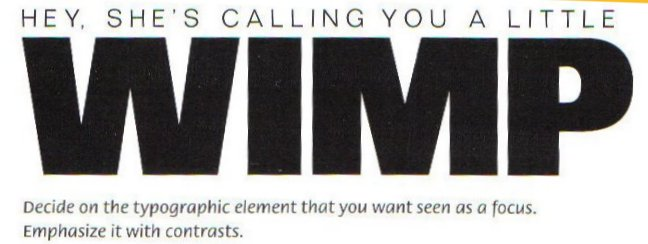 HEY, SHE'S CALLING YOU A LITTLE
WIMP
Decide on the typographic element that you want seen as a focus.
Emphasize it with contrasts.